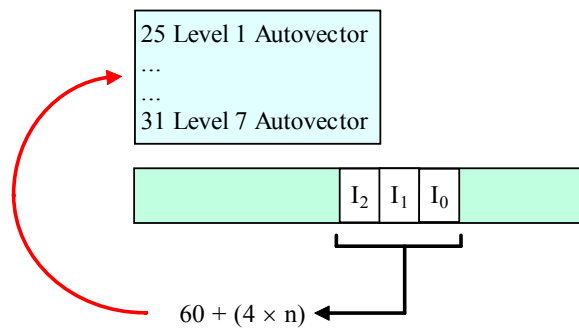 25 Level 1 Autovector
...
...
31 Level 7 Autovector
I₂ I₁ I₀
60 + (4 × n)